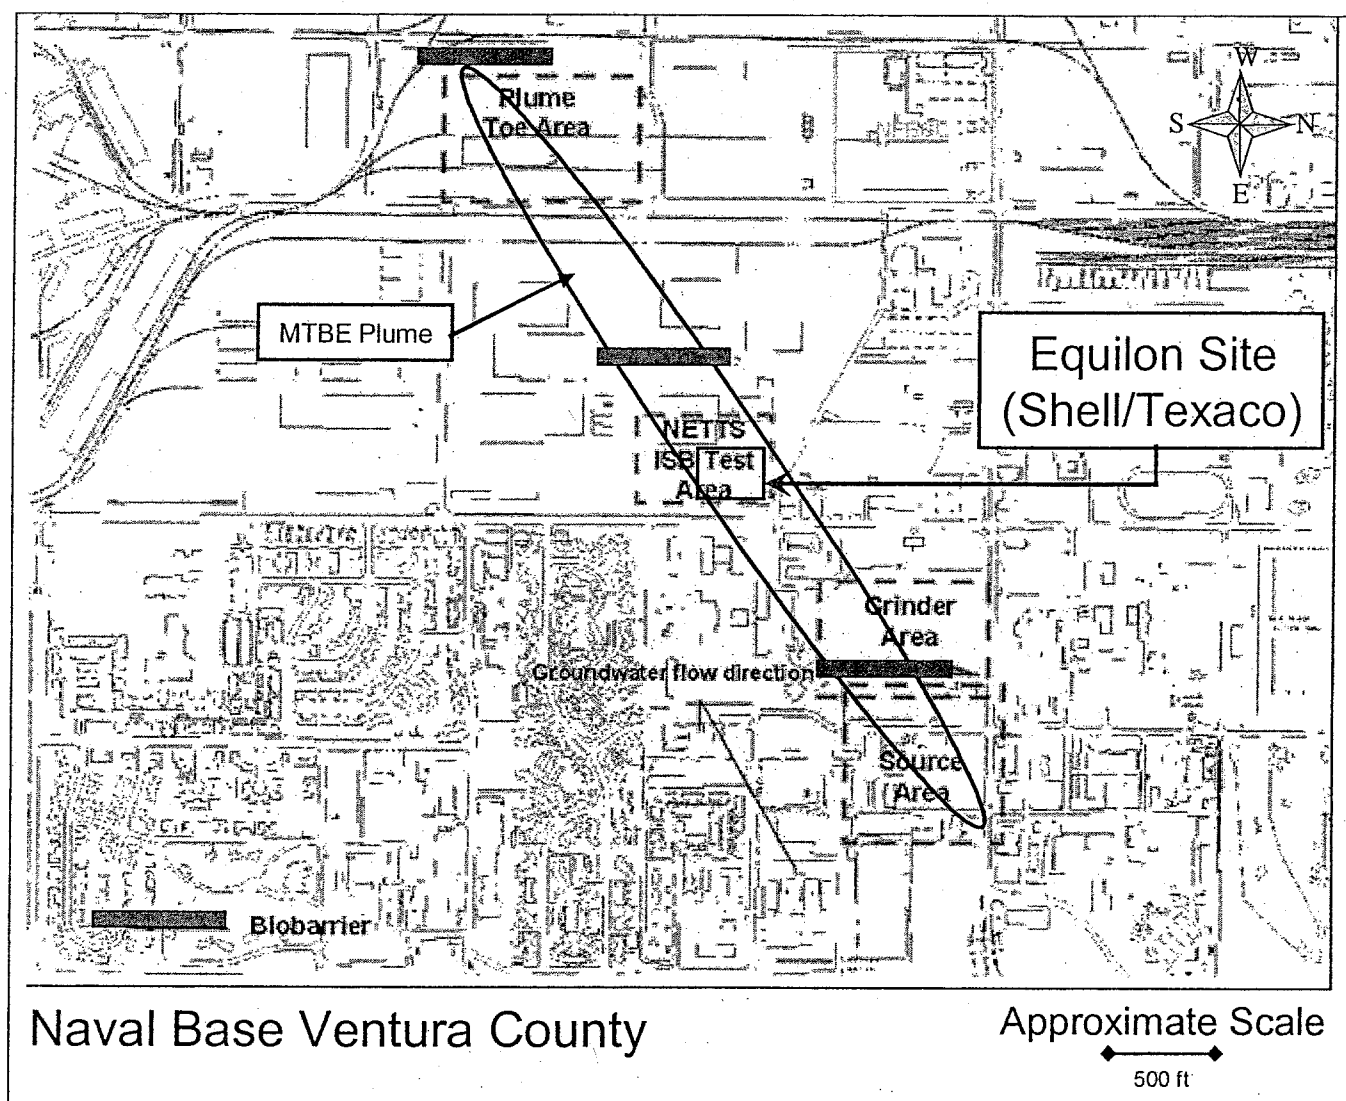 W
S
N
E
Plume
Toe Area
MTBE Plume
Equilon Site
(Shell/Texaco)
NETTS
ISB Test
Area
Grinder
Area
Groundwater flow direction
Source
Area
Biobarrier
Naval Base Ventura County
Approximate Scale
500 ft